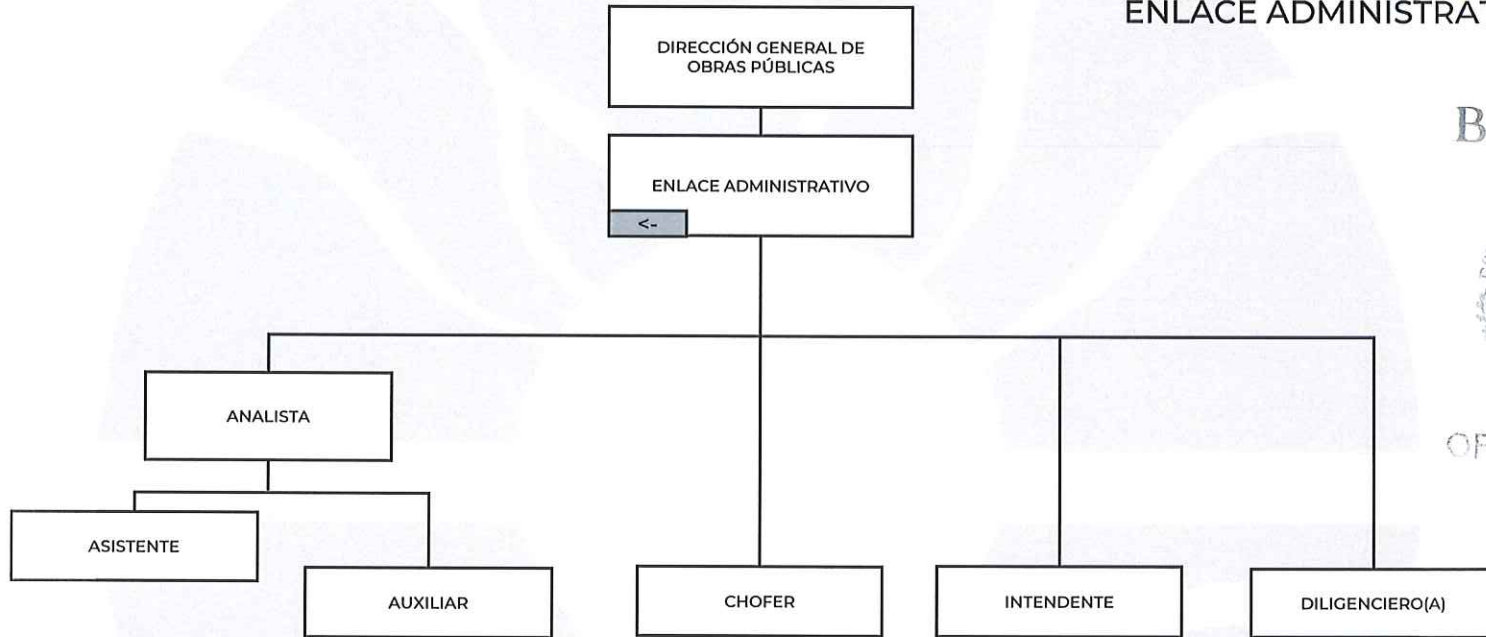 ENLACE ADMINISTRAT
DIRECCIÓN GENERAL DE
OBRAS PÚBLICAS
B
ENLACE ADMINISTRATIVO
<-
ANALISTA
OF
ASISTENTE
AUXILIAR
CHOFER
INTENDENTE
DILIGENCIERO(A)